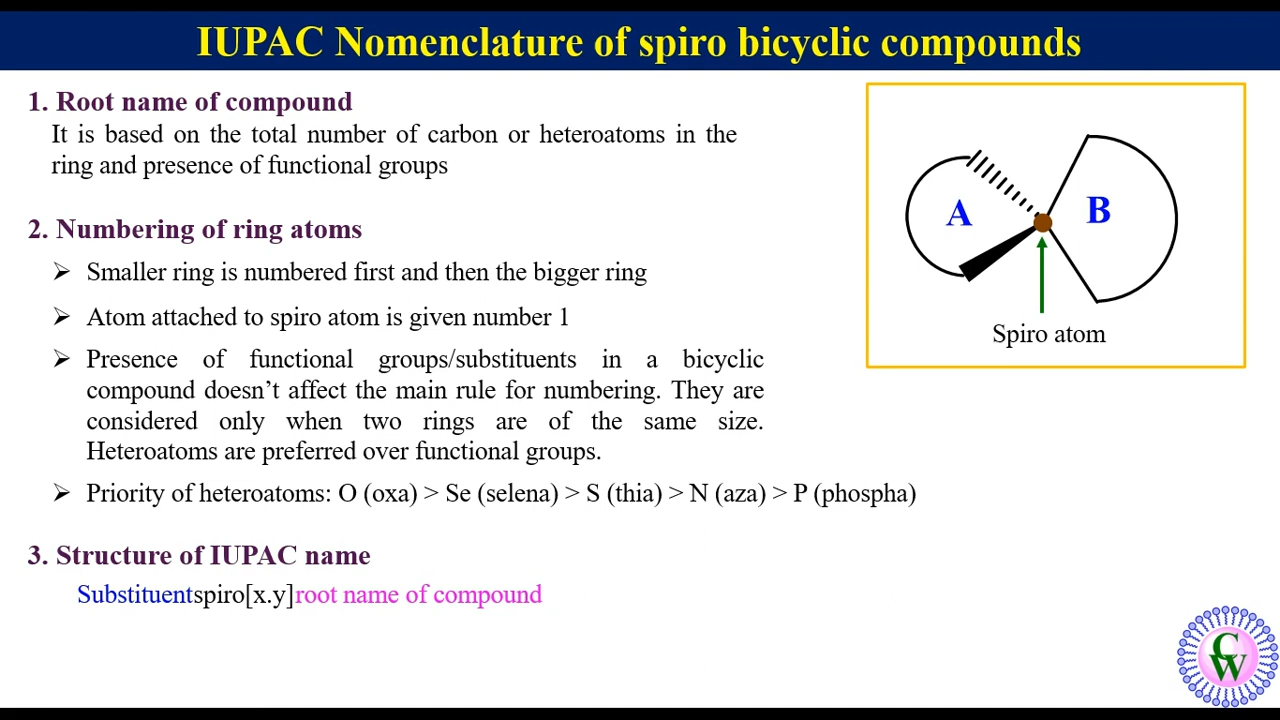 IUPAC Nomenclature of spiro bicyclic compounds
1. Root name of compound
It is based on the total number of carbon or heteroatoms in the
ring and presence of functional groups
2. Numbering of ring atoms
➢ Smaller ring is numbered first and then the bigger ring
➢ Atom attached to spiro atom is given number 1
➢ Presence of functional groups/substituents in a bicyclic
compound doesn’t affect the main rule for numbering. They are
considered only when two rings are of the same size.
Heteroatoms are preferred over functional groups.
➢ Priority of heteroatoms: O (oxa) > Se (selena) > S (thia) > N (aza) > P (phospha)
3. Structure of IUPAC name
Substituentspiro[x.y]root name of compound
A
B
Spiro atom
C
W